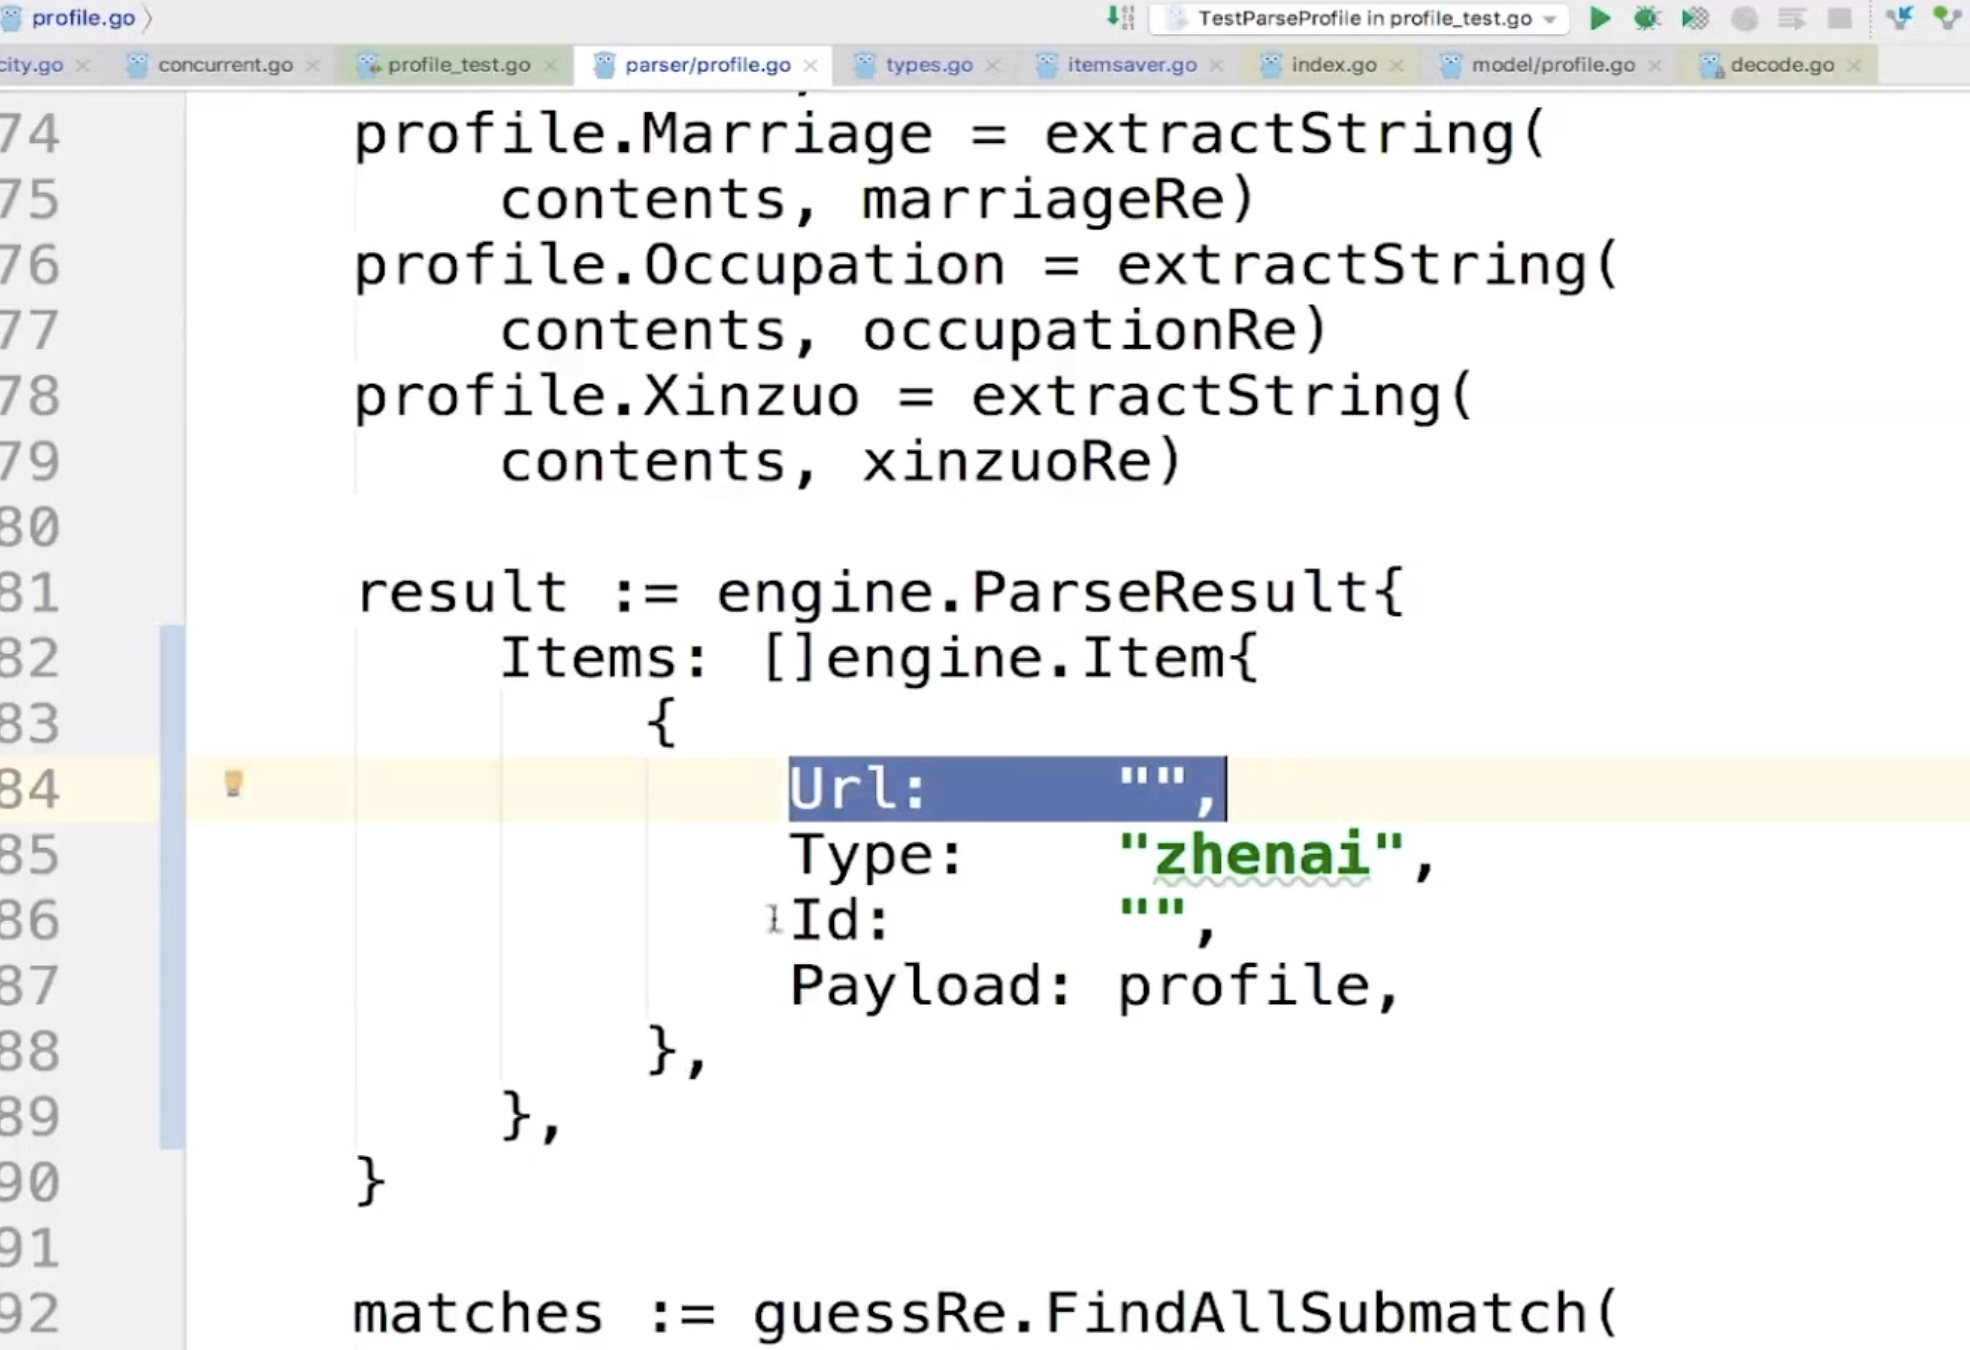 profile.go
TestParseProfile in profile_test.go
city.go concurrent.go profile_test.go parser/profile.go types.go itemsaver.go index.go model/profile.go decode.go
74 profile.Marriage = extractString(
75 contents, marriageRe)
76 profile.Occupation = extractString(
77 contents, occupationRe)
78 profile.Xinzuo = extractString(
79 contents, xinzuoRe)
80
81 result := engine.ParseResult{
82 Items: []engine.Item{
83 {
84 Url: "",
85 Type: "zhenai",
86 Id: "",
87 Payload: profile,
88 },
89 },
90 }
91
92 matches := guessRe.FindAllSubmatch(